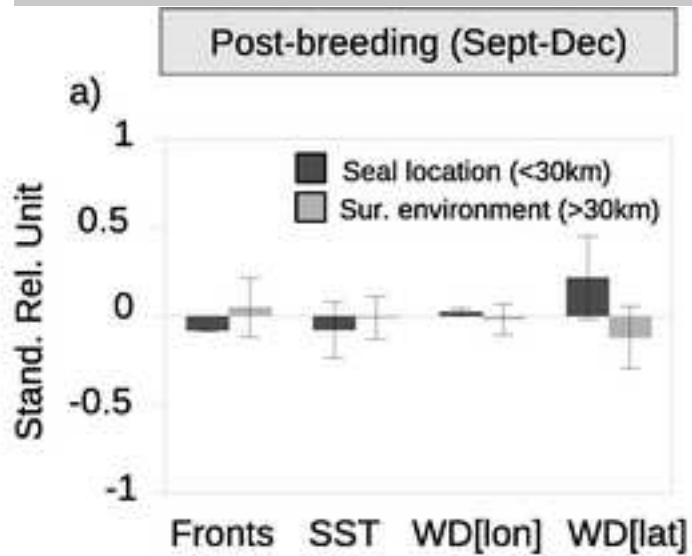 Post-breeding (Sept-Dec)
a)
1
Seal location (<30km)
Sur. environment (>30km)
0.5
0
-0.5
-1
Stand. Rel. Unit
Fronts SST WD[lon] WD[lat]